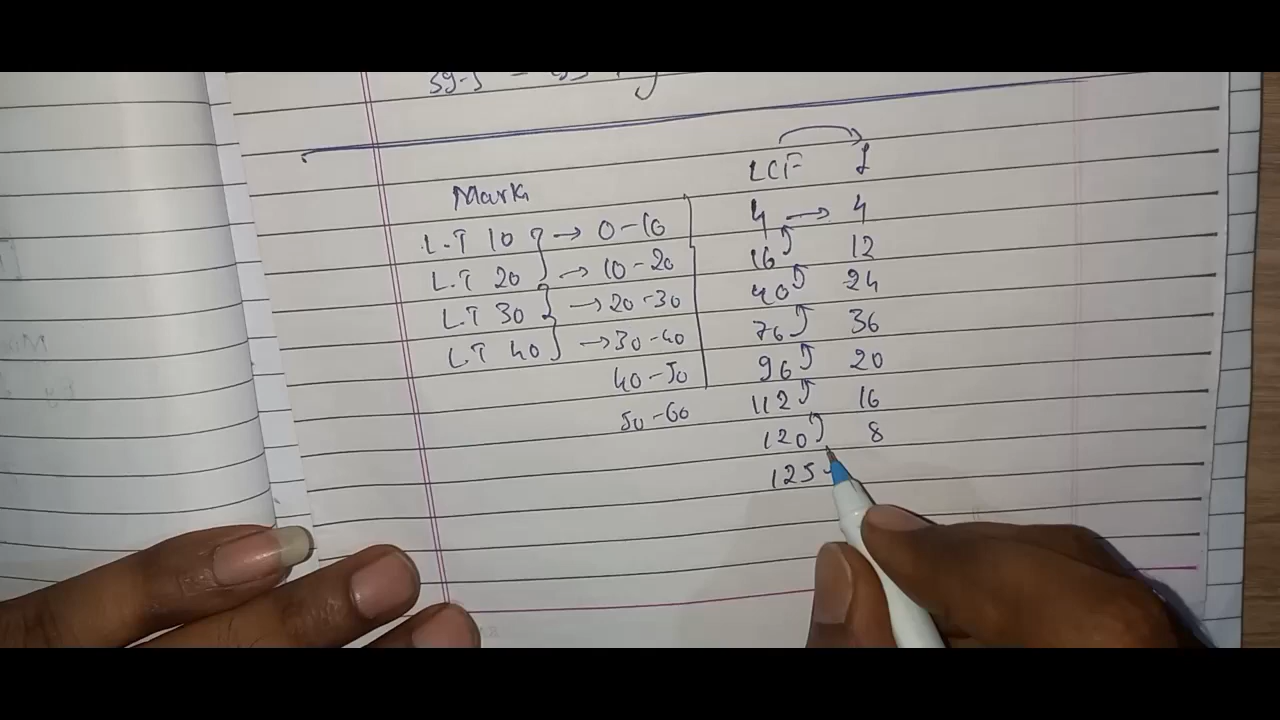 LCF f
Mark
4 → 4
L.T 10 → 0-10
16 12
L.T 20 → 10-20
40 24
L.T 30 → 20-30
76 36
L.T 40 → 30-40
96 20
40-50
112 16
50-60
120 8
125